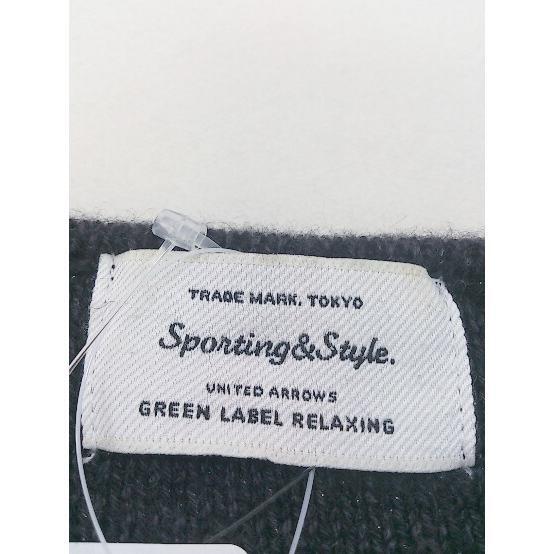 TRADE MARK. TOKYO
Sporting&Style.
UNITED ARROWS
GREEN LABEL RELAXING